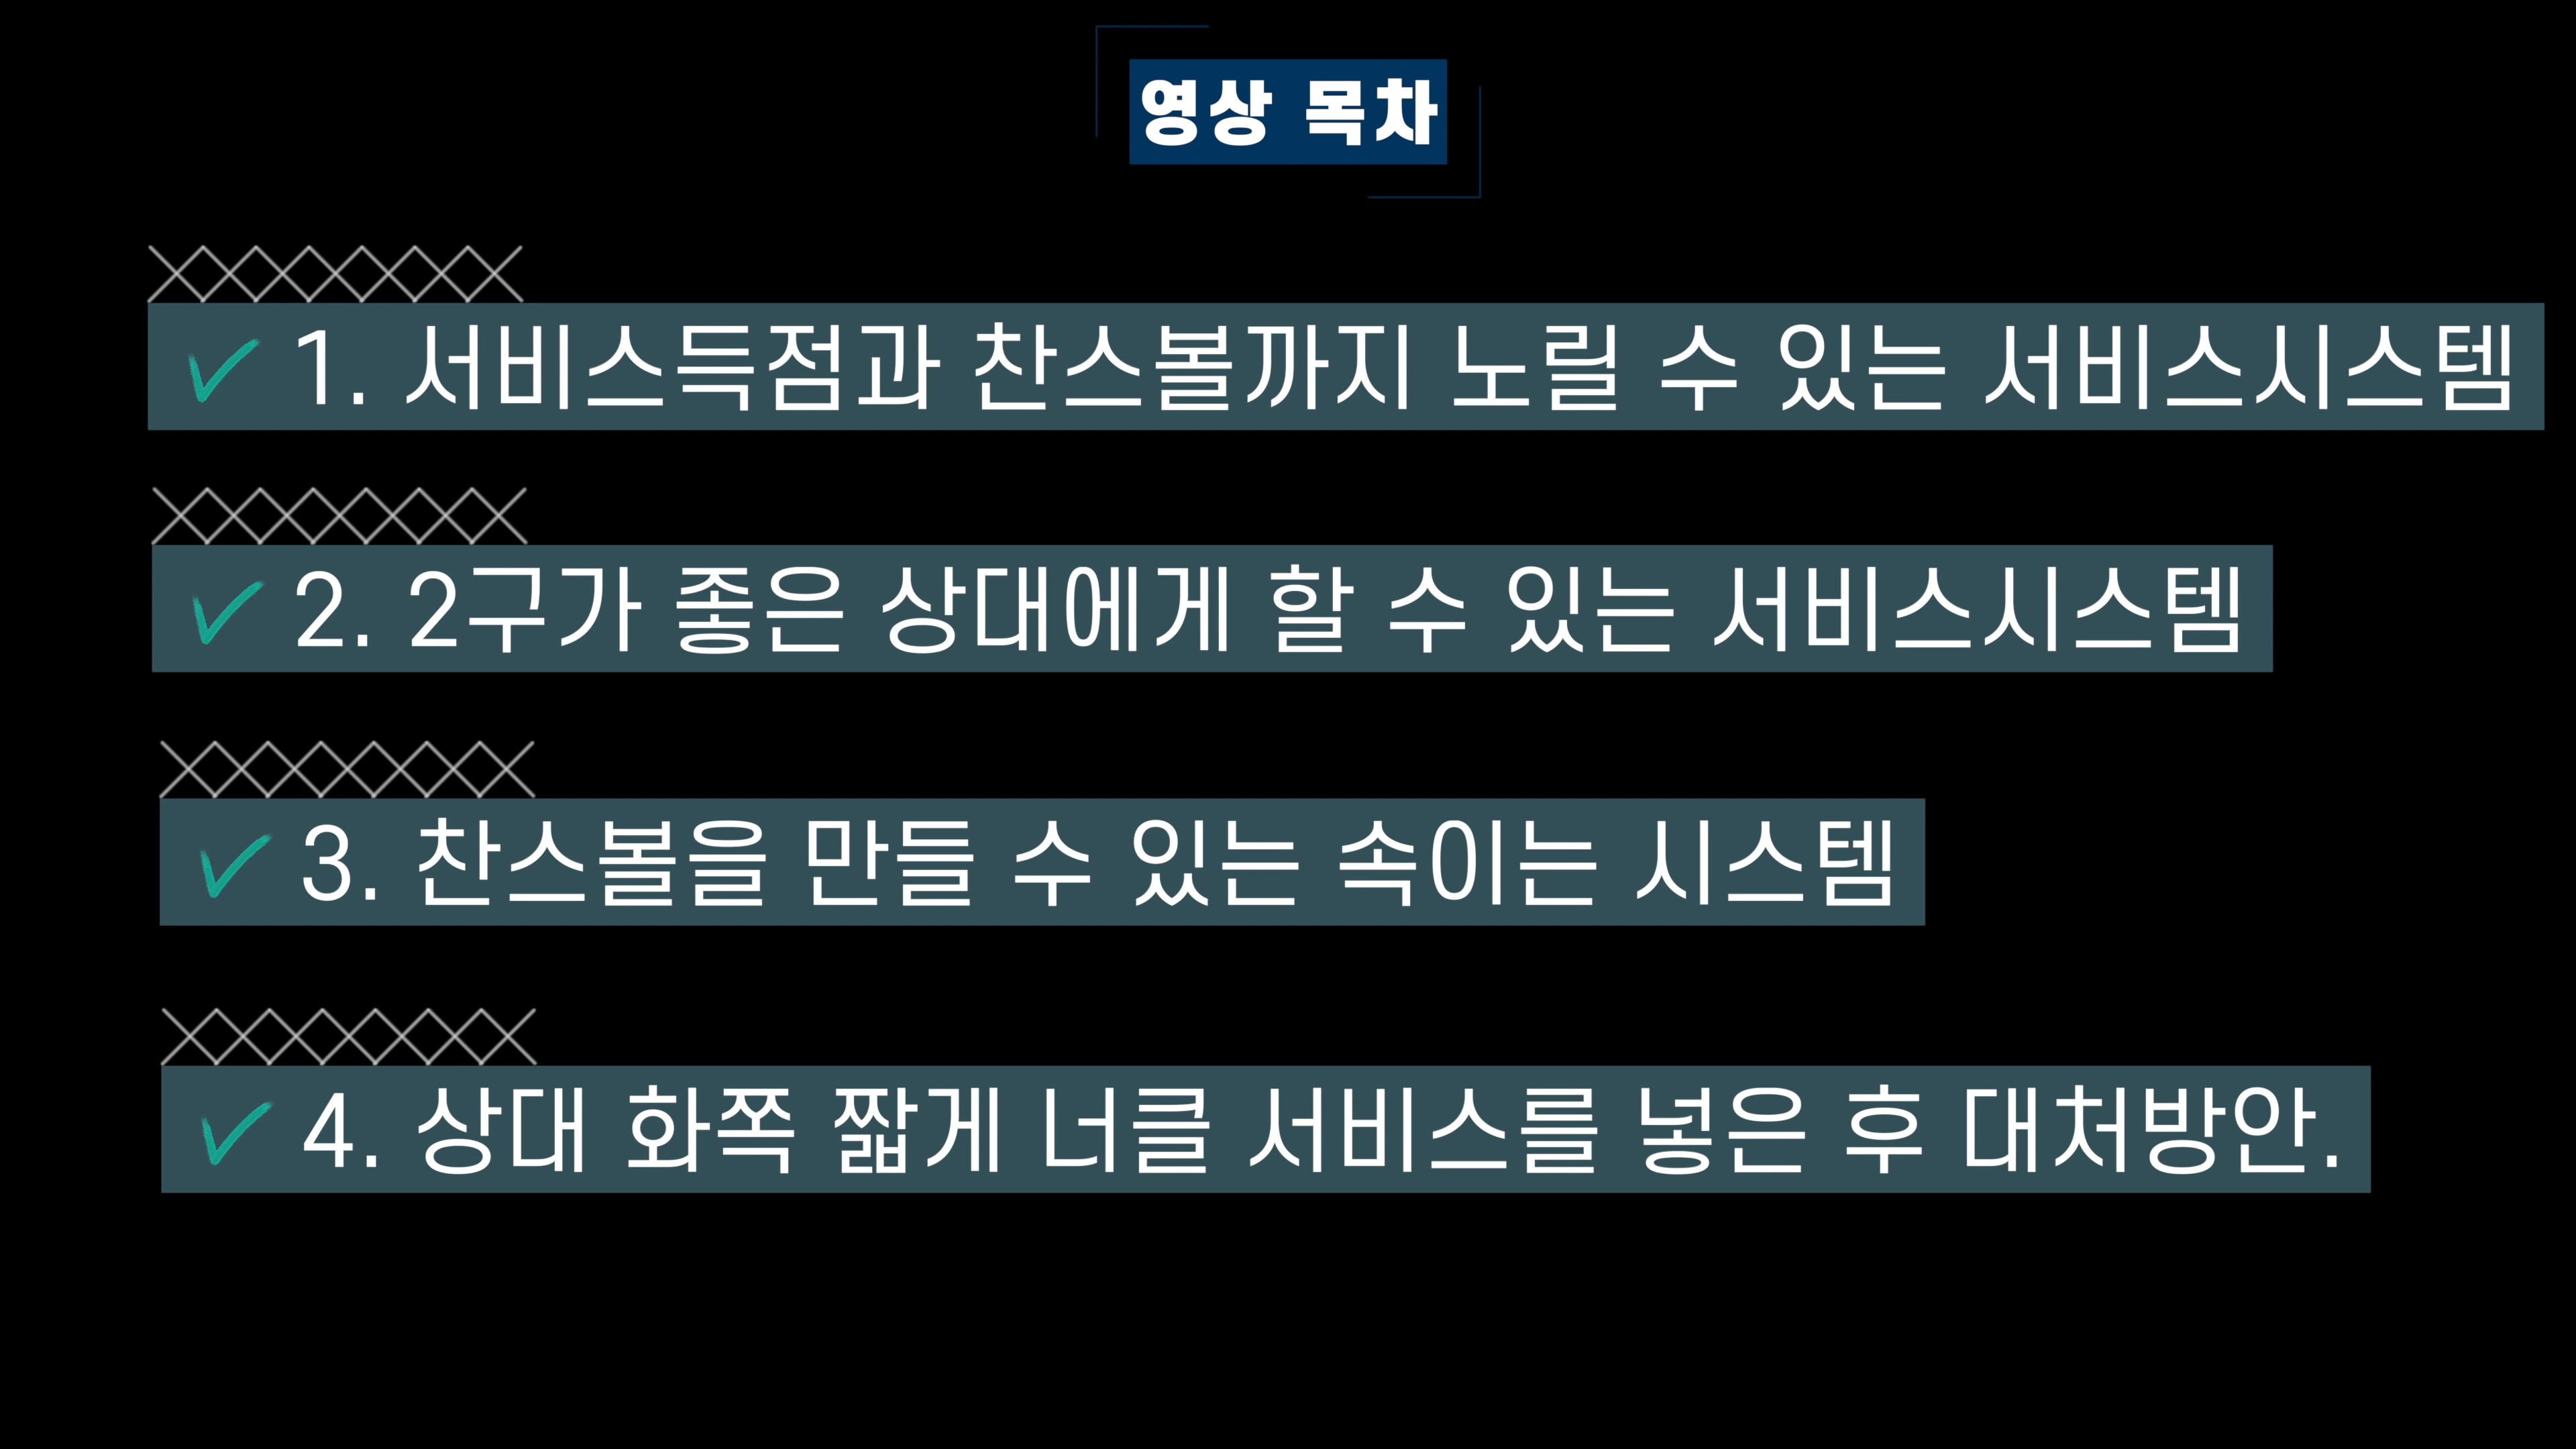 영상 목차
✓ 1. 서비스득점과 찬스볼까지 노릴 수 있는 서비스시스템
✓ 2. 2구가 좋은 상대에게 할 수 있는 서비스시스템
✓ 3. 찬스볼을 만들 수 있는 속이는 시스템
✓ 4. 상대 화쪽 짧게 너클 서비스를 넣은 후 대처방안.